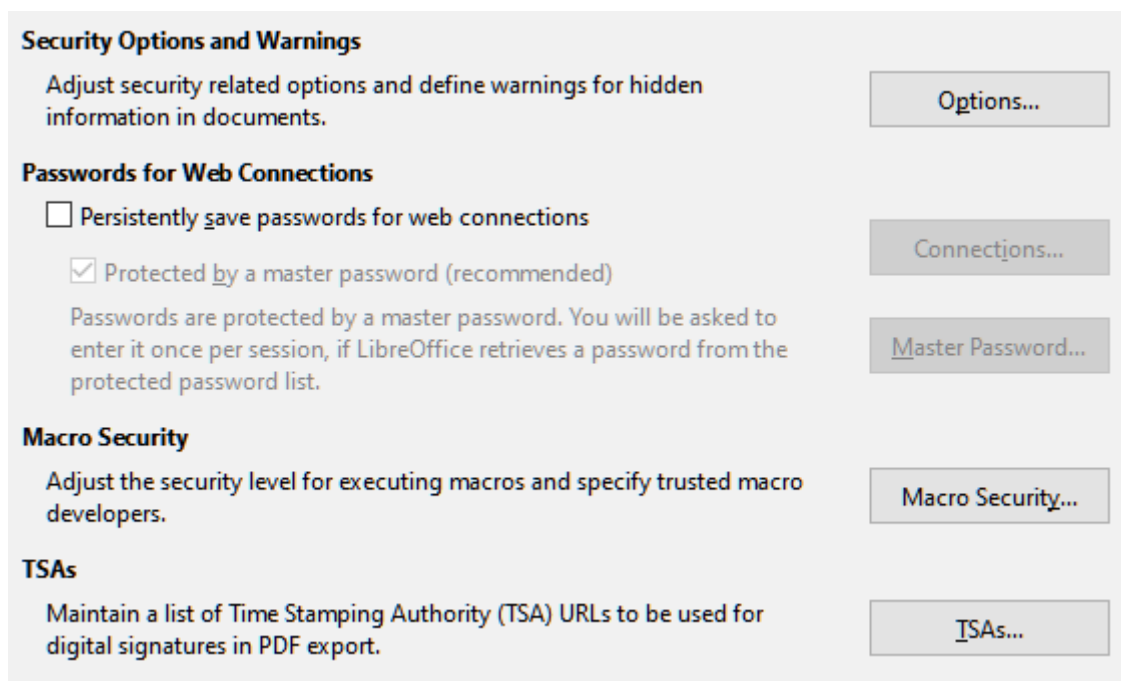 Security Options and Warnings
Adjust security related options and define warnings for hidden
information in documents.
Options...
Passwords for Web Connections
Persistently save passwords for web connections
Connections...
Protected by a master password (recommended)
Passwords are protected by a master password. You will be asked to
enter it once per session, if LibreOffice retrieves a password from the
protected password list.
Master Password...
Macro Security
Adjust the security level for executing macros and specify trusted macro
developers.
Macro Security...
TSAs
Maintain a list of Time Stamping Authority (TSA) URLs to be used for
digital signatures in PDF export.
TSAs...